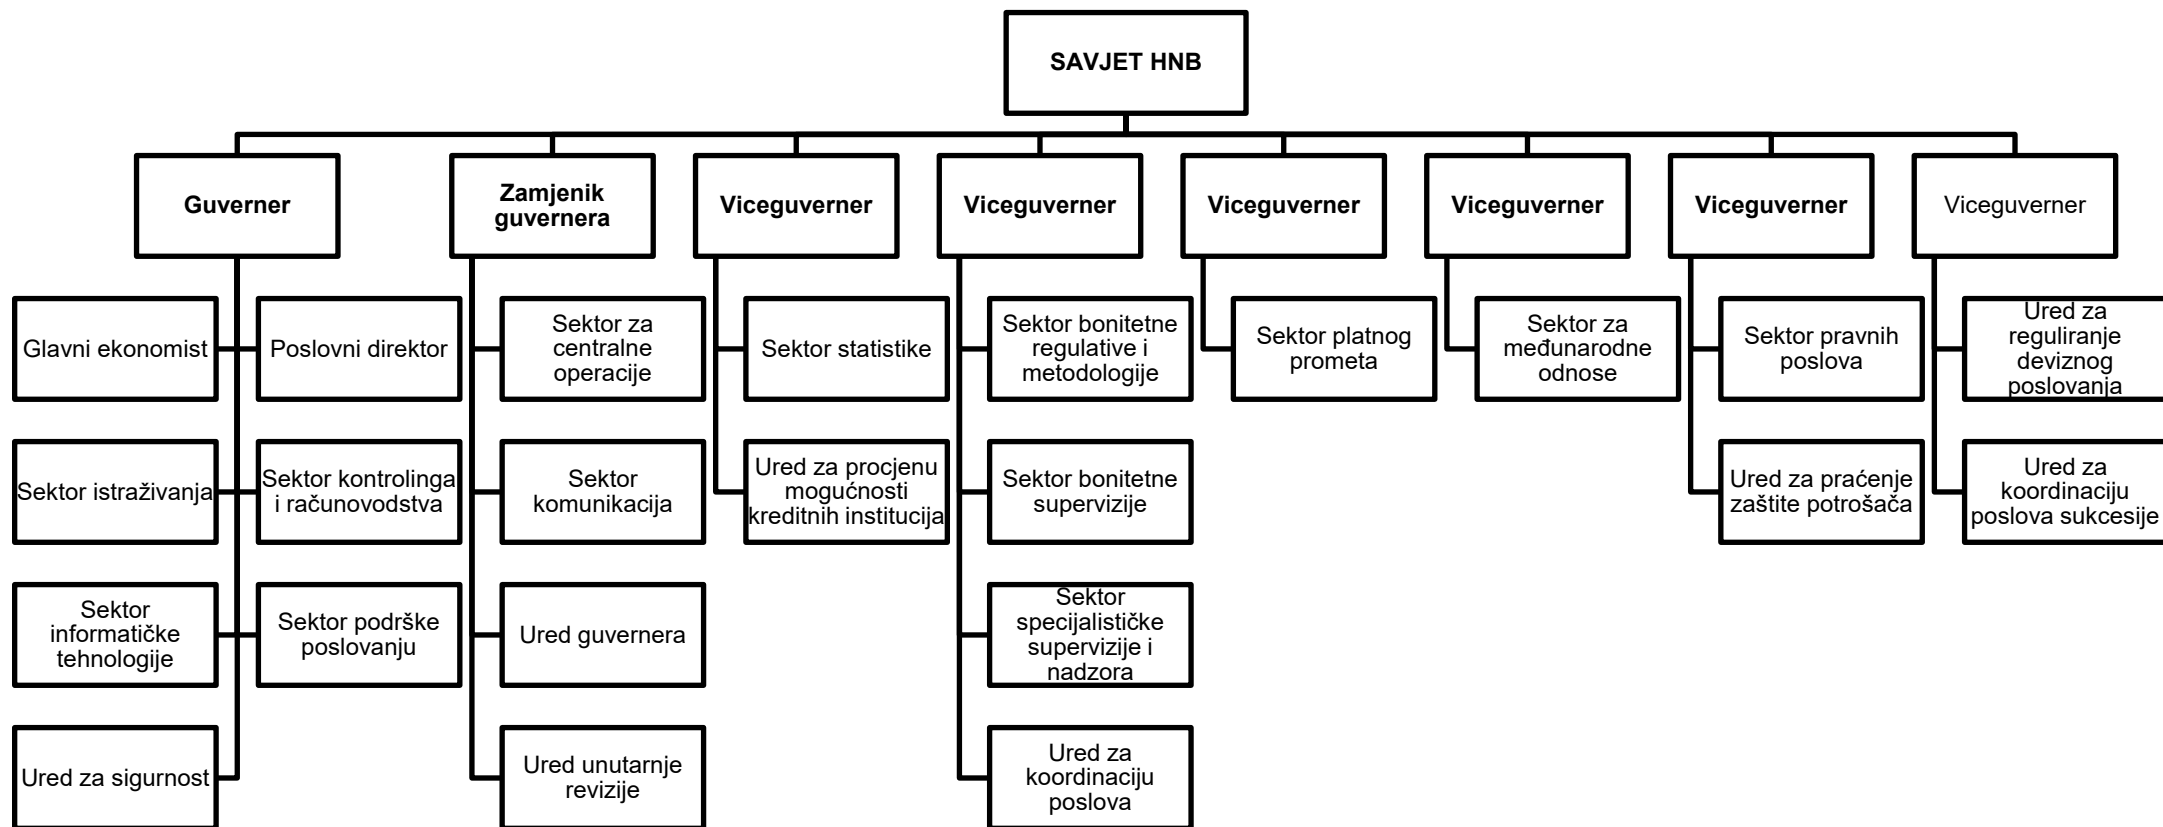 SAVJET HNB
Guverner
Zamjenik
guvernera
Viceguverner
Viceguverner
Viceguverner
Viceguverner
Viceguverner
Viceguverner
Glavni ekonomist
Poslovni direktor
Sektor za
centralne
operacije
Sektor statistike
Sektor bonitetne
regulative i
metodologije
Sektor platnog
prometa
Sektor za
međunarodne
odnose
Sektor pravnih
poslova
Ured za
reguliranje
deviznog
poslovanja
Sektor istraživanja
Sektor kontrolinga
i računovodstva
Sektor
komunikacija
Ured za procjenu
mogućnosti
kreditnih institucija
Sektor bonitetne
supervizije
Ured za praćenje
zaštite potrošača
Ured za
koordinaciju
poslova sukcesije
Sektor
informatičke
tehnologije
Sektor podrške
poslovanju
Ured guvernera
Sektor
specijalističke
supervizije i
nadzora
Ured za sigurnost
Ured unutarnje
revizije
Ured za
koordinaciju
poslova